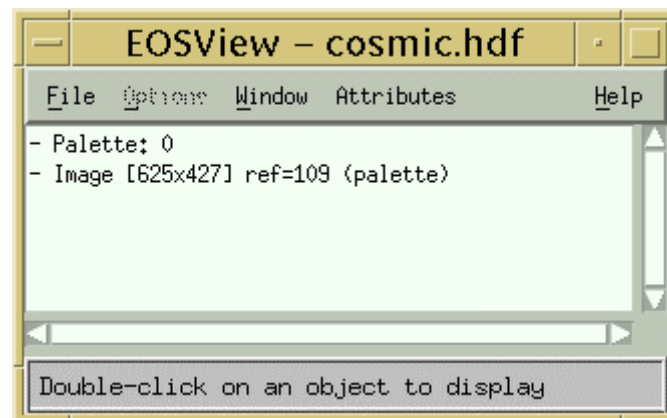 EOSView – cosmic.hdf
File Options Window Attributes Help
- Palette: 0
- Image [625x427] ref=109 (palette)
Double-click on an object to display